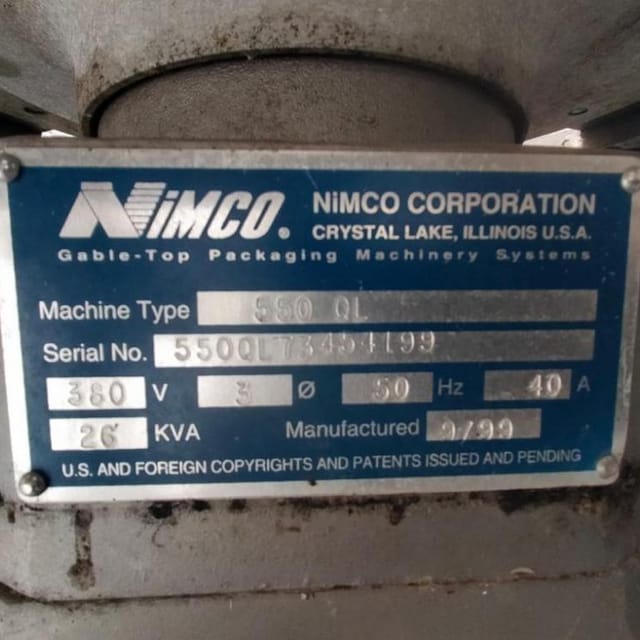 NiMCO. NiMCO CORPORATION
CRYSTAL LAKE, ILLINOIS U.S.A.
Gable-Top Packaging Machinery Systems
Machine Type 550 QL
Serial No. 550QL73454199
380 V 3 Ø 50 Hz 40 A
26 KVA Manufactured 9/99
U.S. AND FOREIGN COPYRIGHTS AND PATENTS ISSUED AND PENDING